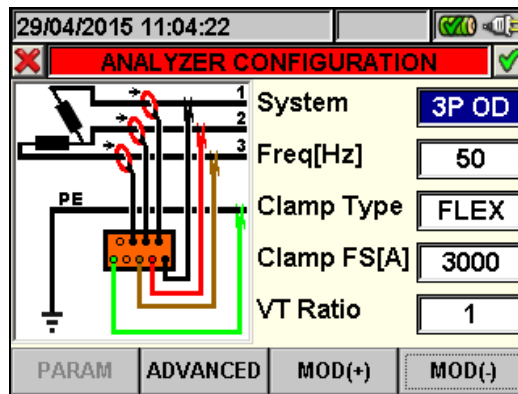 29/04/2015 11:04:22
ANALYZER CONFIGURATION
1
2
3
PE
System 3P OD
Freq[Hz] 50
Clamp Type FLEX
Clamp FS[A] 3000
VT Ratio 1
PARAM ADVANCED MOD(+) MOD(-)